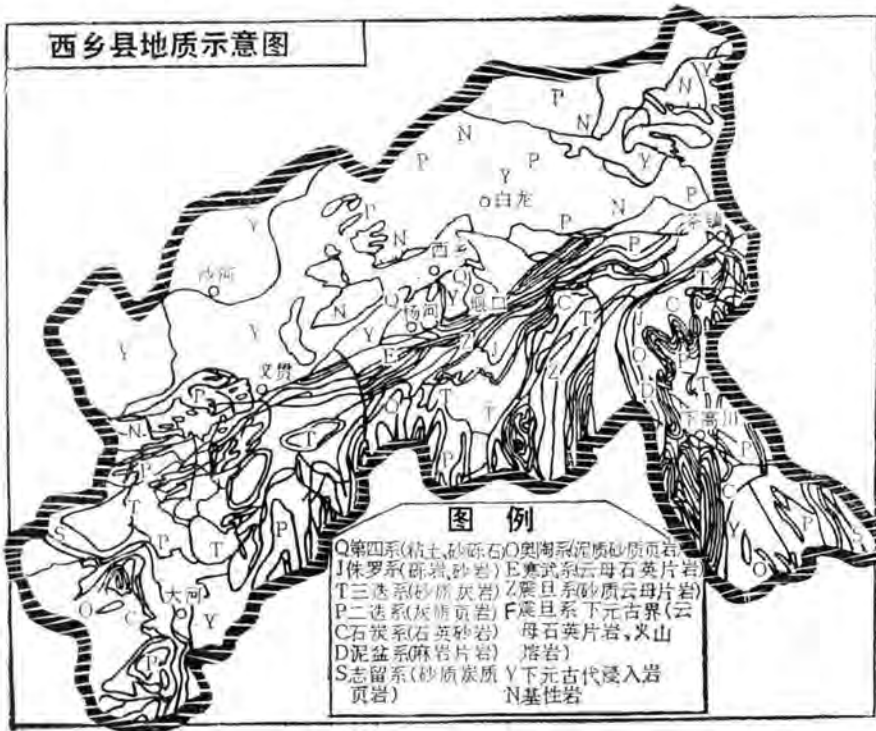 西乡县地质示意图
P
Y
N
P
N
N
P
P
Y
Y
白龙
P
P
N
P
茶镇
Y
P
N
西乡
P
沙河
Q
Y
堰口
T
C
C
N
Q
杨河
T
J
Y
Y
Y
E
Z
J
O
Z
P
文贯
D
T
P
O
T
T
下高川
N
T
P
P
P
C
T
Y
P
S
P
T
P
O
S
图例
Q第四系(粘土、砂砾石) O奥陶系(泥质砂质页岩)
J侏罗系(砾岩、砂岩) E寒武系(云母石英片岩)
T三迭系(砂质灰岩) Z震旦系(砂质云母片岩)
P二迭系(灰质页岩) F震旦系下元古界(云
C石炭系(石英砂岩) 母石英片岩、火山
D泥盆系(麻岩片岩) 熔岩)
S志留系(砂质炭质 Y下元古代侵入岩
页岩) N基性岩
O
C
大河
Y
P